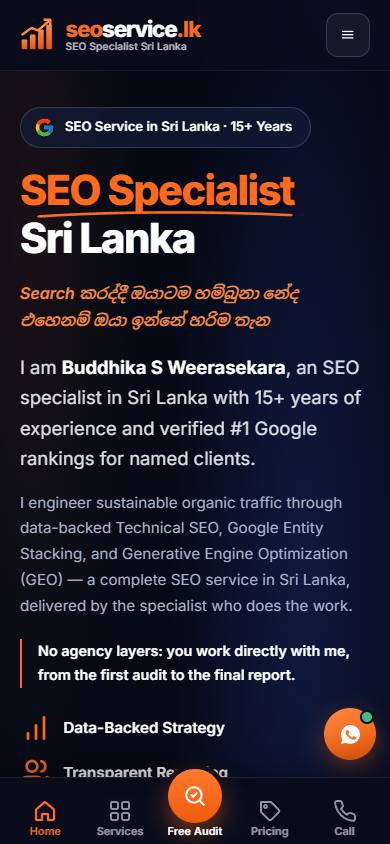 seoservice.lk
SEO Specialist Sri Lanka
SEO Service in Sri Lanka · 15+ Years
SEO Specialist
Sri Lanka
Search කරද්දී ඔයාටම හම්බුනා නේද
එහෙනම් ඔයා ඉන්නේ හරිම තැන
I am Buddhika S Weerasekara, an SEO
specialist in Sri Lanka with 15+ years of
experience and verified #1 Google
rankings for named clients.
I engineer sustainable organic traffic through
data-backed Technical SEO, Google Entity
Stacking, and Generative Engine Optimization
(GEO) — a complete SEO service in Sri Lanka,
delivered by the specialist who does the work.
No agency layers: you work directly with me,
from the first audit to the final report.
Data-Backed Strategy
Transparent Reporting
Home
Services
Free Audit
Pricing
Call